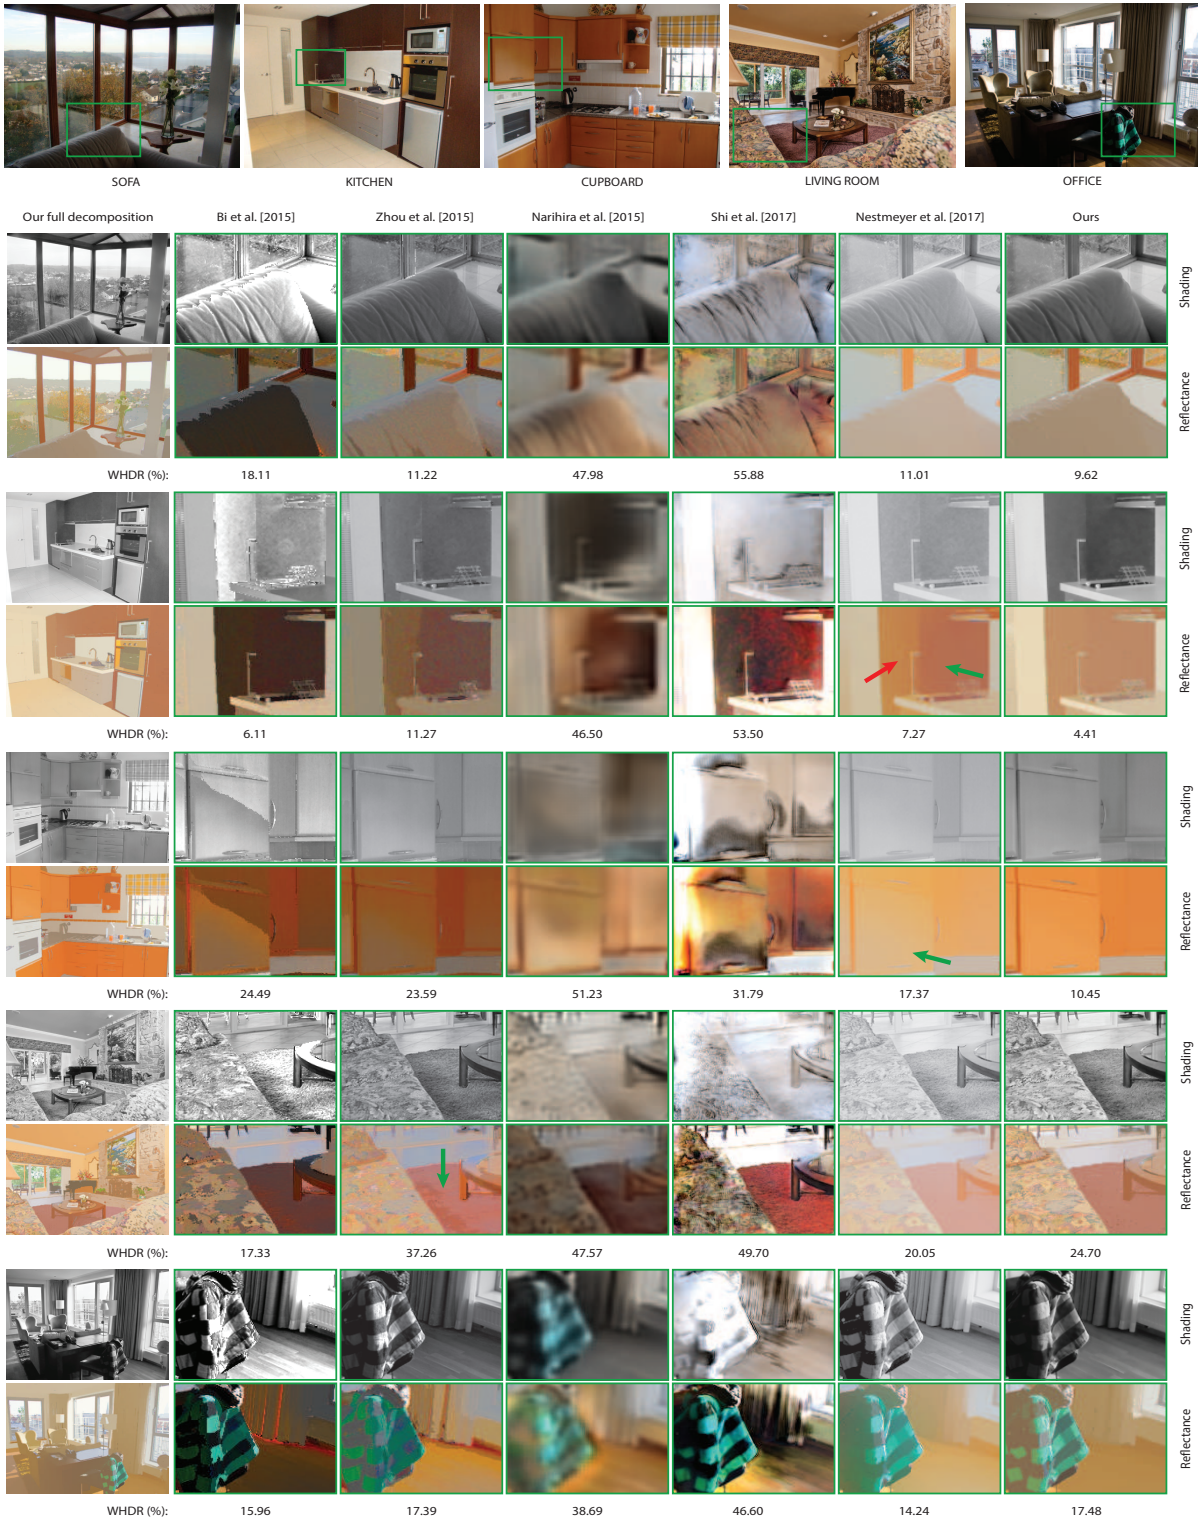 SOFA KITCHEN CUPBOARD LIVING ROOM OFFICE
Our full decomposition Bi et al. [2015] Zhou et al. [2015] Narihira et al. 2015] Shi et al. [2017] Nestmeyer et al. 2017] Ours
Shading
Reflectance
WHDR (%): 18.11 11.22 47.98 55.88 11.01 9.62
Shading
Reflectance
WHDR (%): 6.11 11.27 46.50 53.50 7.27 4.41
Shading
Reflectance
WHDR (%): 24.49 23.59 51.23 31.79 17.37 10.45
Shading
Reflectance
WHDR (%): 17.33 37.26 47.57 49.70 20.05 24.70
Shading
Reflectance
WHDR (%): 15.96 17.39 38.69 46.60 14.24 17.48